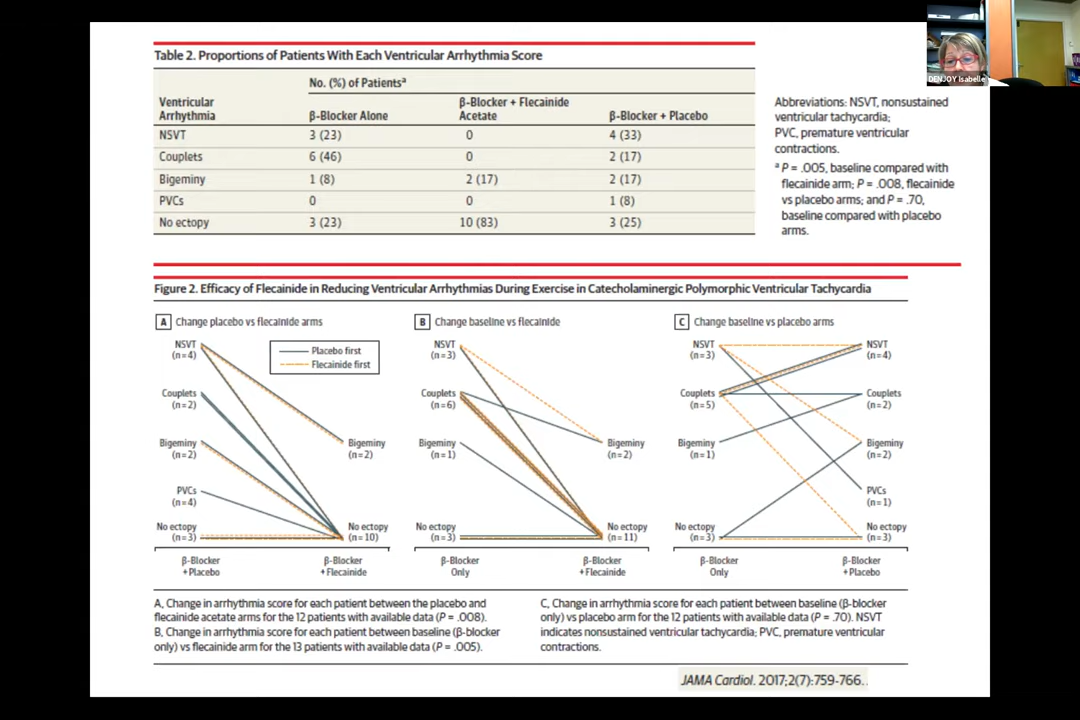 DENJOY Isabelle
Table 2. Proportions of Patients With Each Ventricular Arrhythmia Score
No. (%) of Patientsᵃ
Ventricular Arrhythmia β-Blocker Alone β-Blocker + Flecainide Acetate β-Blocker + Placebo
NSVT 3 (23) 0 4 (33)
Couplets 6 (46) 0 2 (17)
Bigeminy 1 (8) 2 (17) 2 (17)
PVCs 0 0 1 (8)
No ectopy 3 (23) 10 (83) 3 (25)
Abbreviations: NSVT, nonsustained
ventricular tachycardia;
PVC, premature ventricular
contractions.
ᵃ P = .005, baseline compared with
flecainide arm; P = .008, flecainide
vs placebo arms; and P = .70,
baseline compared with placebo
arms.
Figure 2. Efficacy of Flecainide in Reducing Ventricular Arrhythmias During Exercise in Catecholaminergic Polymorphic Ventricular Tachycardia
A Change placebo vs flecainide arms
Placebo first
Flecainide first
NSVT
(n=4)
Couplets
(n=2)
Bigeminy
(n=2)
PVCs
(n=4)
No ectopy
(n=3)
Bigeminy
(n=2)
No ectopy
(n=10)
β-Blocker
+Placebo
β-Blocker
+Flecainide
B Change baseline vs flecainide
NSVT
(n=3)
Couplets
(n=6)
Bigeminy
(n=1)
No ectopy
(n=3)
Bigeminy
(n=2)
No ectopy
(n=11)
β-Blocker
Only
β-Blocker
+Flecainide
C Change baseline vs placebo arms
NSVT
(n=3)
Couplets
(n=5)
Bigeminy
(n=1)
No ectopy
(n=3)
NSVT
(n=4)
Couplets
(n=2)
Bigeminy
(n=2)
PVCs
(n=1)
No ectopy
(n=3)
β-Blocker
Only
β-Blocker
+Placebo
A, Change in arrhythmia score for each patient between the placebo and
flecainide acetate arms for the 12 patients with available data (P = .008).
B, Change in arrhythmia score for each patient between baseline (β-blocker
only) vs flecainide arm for the 13 patients with available data (P = .005).
C, Change in arrhythmia score for each patient between baseline (β-blocker
only) vs placebo arm for the 12 patients with available data (P = .70). NSVT
indicates nonsustained ventricular tachycardia; PVC, premature ventricular
contractions.
JAMA Cardiol. 2017;2(7):759-766..